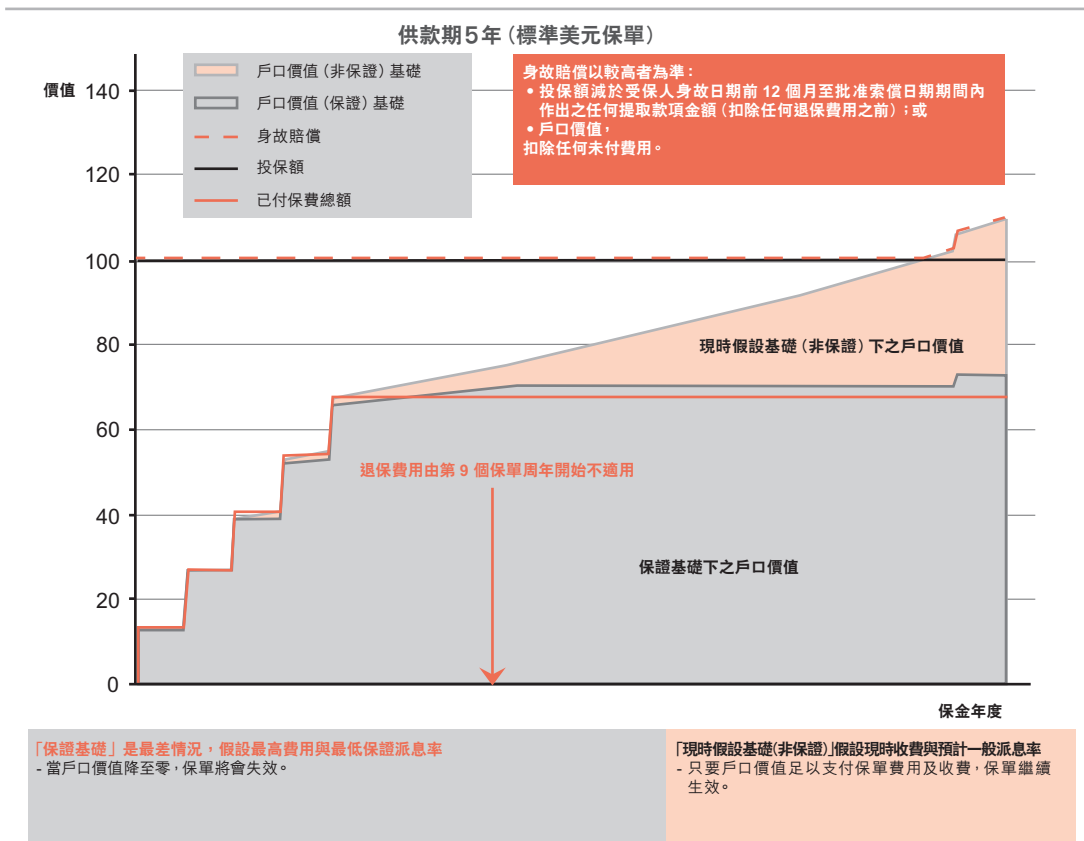 供款期5年(標準美元保單)
價值
140
120
100
80
60
40
20
0
戶口價值(非保證)基礎
戶口價值(保證)基礎
身故賠償
投保額
已付保費總額
身故賠償以較高者為準:
• 投保額減於受保人身故日期前 12 個月至批准索償日期期間內
作出之任何提取款項金額(扣除任何退保費用之前);或
• 戶口價值,
扣除任何未付費用。
現時假設基礎(非保證)下之戶口價值
退保費用由第 9 個保單周年開始不適用
保證基礎下之戶口價值
保金年度
「保證基礎」是最差情況,假設最高費用與最低保證派息率
- 當戶口價值降至零,保單將會失效。
「現時假設基礎(非保證)」假設現時收費與預計一般派息率
- 只要戶口價值足以支付保單費用及收費,保單繼續
生效。